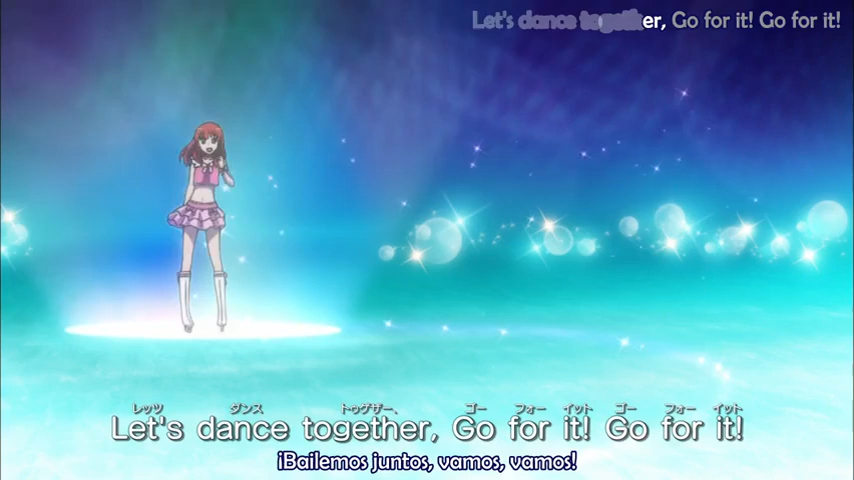 Let's dance together, Go for it! Go for it!
レッツ ダンス トゥゲザー、 ゴー フォー イット ゴー フォー イット
Let's dance together, Go for it! Go for it!
¡Bailemos juntos, vamos, vamos!